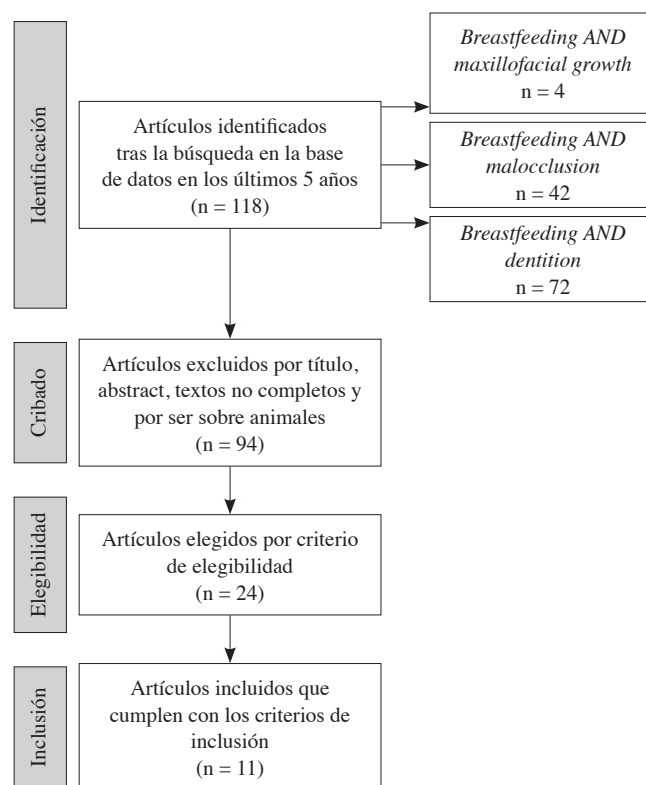 Identificación
Artículos identificados
tras la búsqueda en la base
de datos en los últimos 5 años
(n = 118)
Breastfeeding AND
maxillofacial growth
n = 4
Breastfeeding AND
malocclusion
n = 42
Breastfeeding AND
dentition
n = 72
Cribado
Artículos excluidos por título,
abstract, textos no completos y
por ser sobre animales
(n = 94)
Elegibilidad
Artículos elegidos por criterio
de elegibilidad
(n = 24)
Inclusión
Artículos incluidos que
cumplen con los criterios de
inclusión
(n = 11)